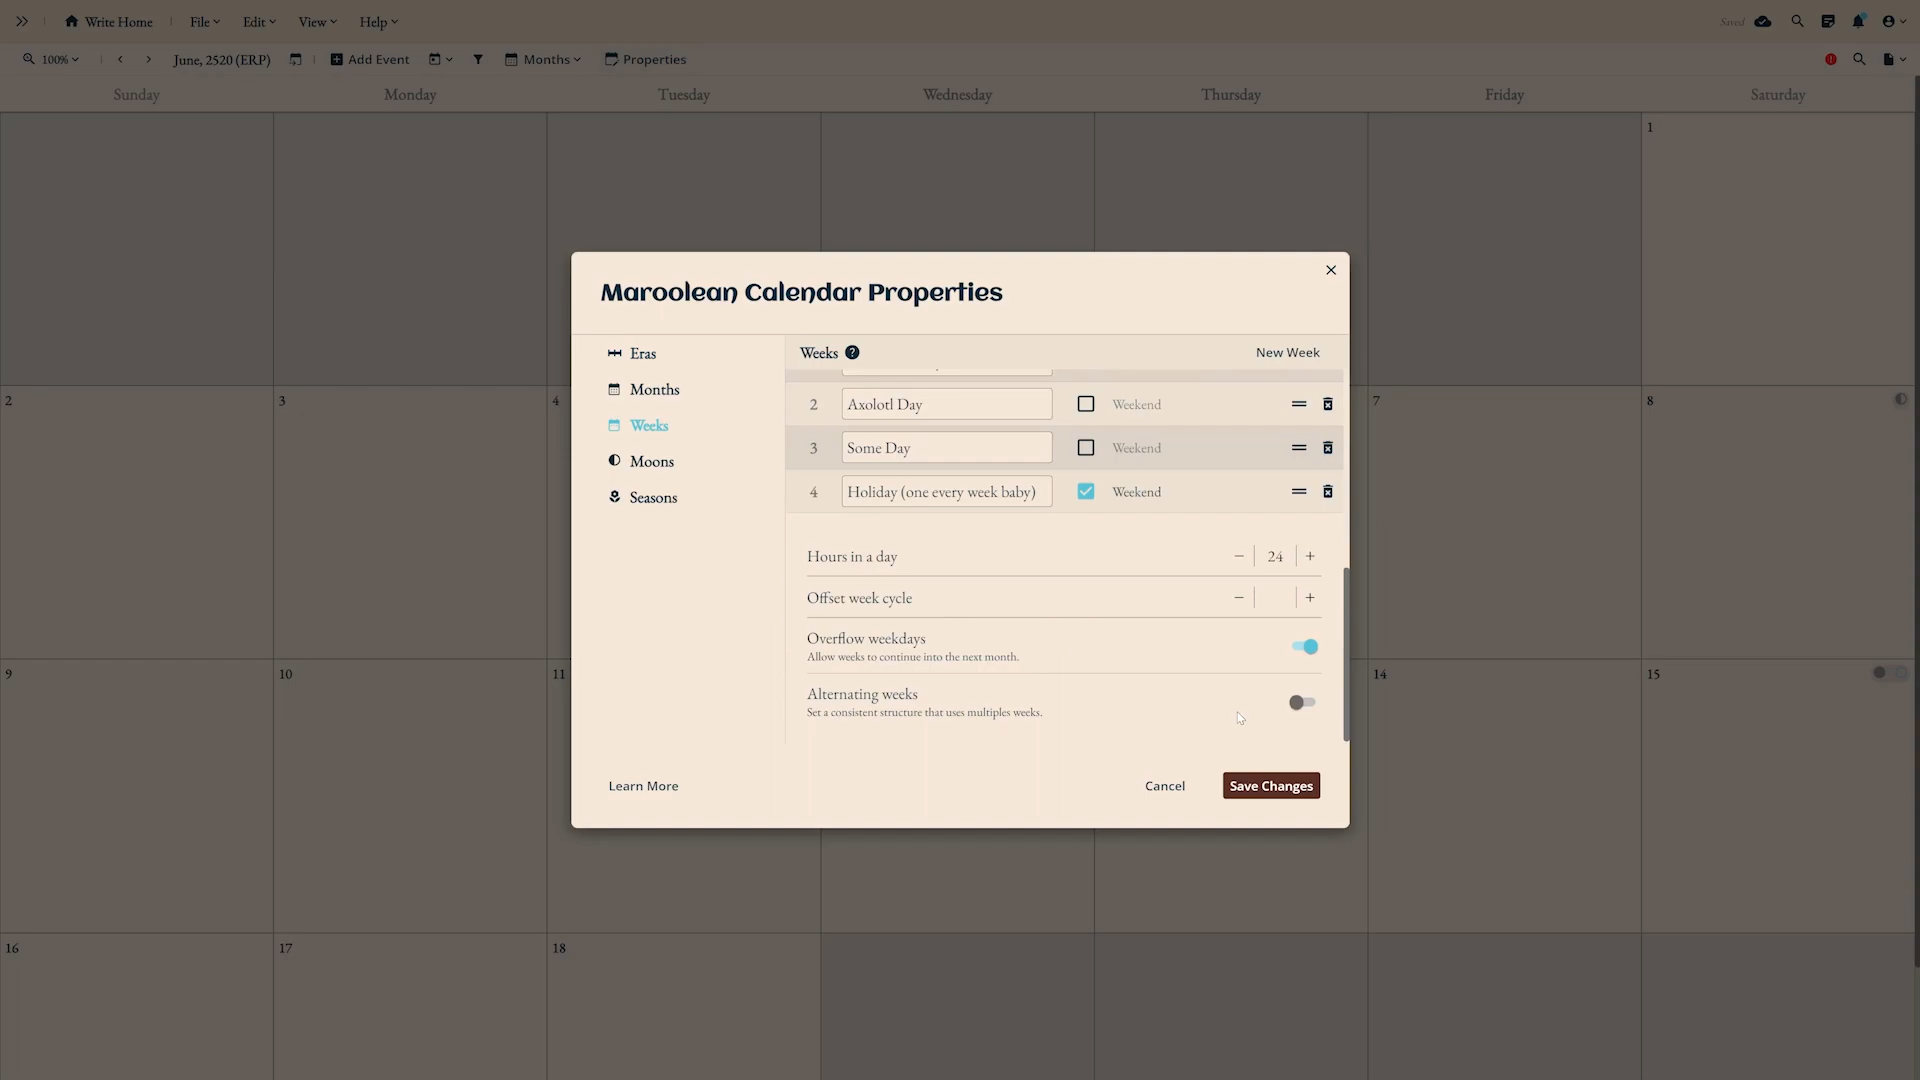 Write Home File Edit View Help Saved
100% June, 2520 (ERP) Add Event Months Properties
Sunday Monday Tuesday Wednesday Thursday Friday Saturday
1
Maroolean Calendar Properties
Eras
Months
Weeks
Moons
Seasons
Weeks ? New Week
2 Axolotl Day Weekend
3 Some Day Weekend
4 Holiday (one every week baby) Weekend
Hours in a day − 24 +
Offset week cycle − +
Overflow weekdays
Allow weeks to continue into the next month.
Alternating weeks
Set a consistent structure that uses multiples weeks.
Learn More Cancel Save Changes
2 3 4 7 8
9 10 11 14 15
16 17 18